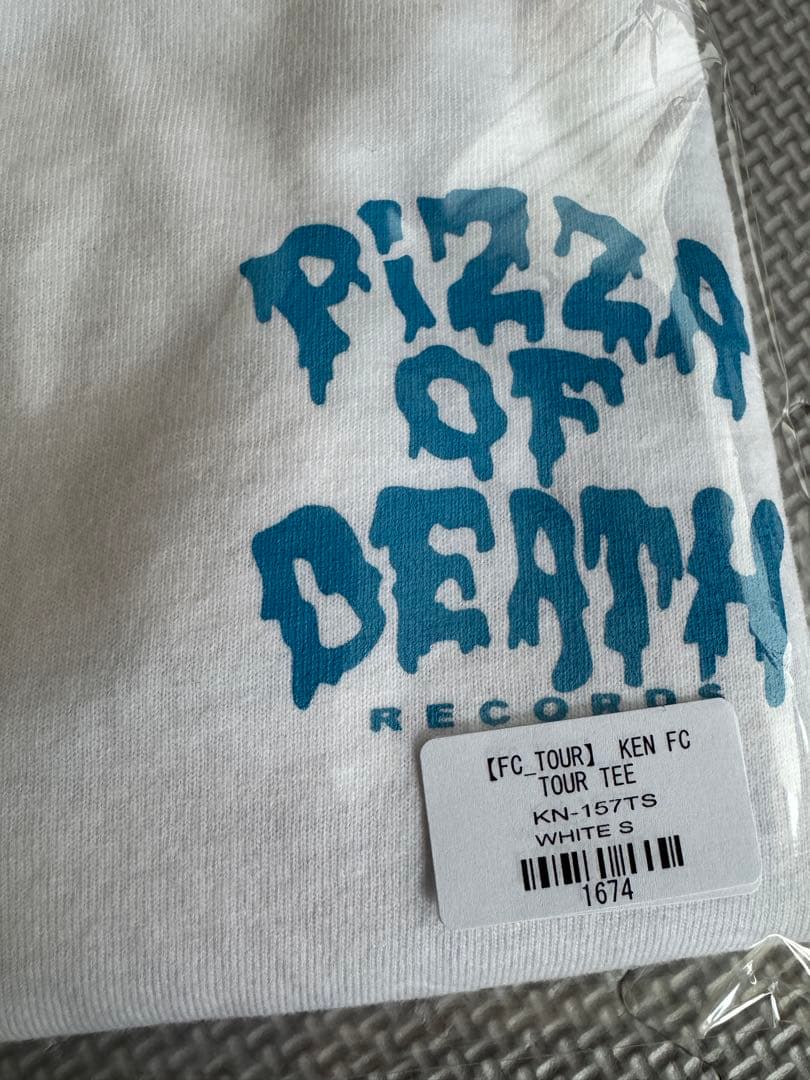 PiZZA
OF
DEATH
RECORDS
【FC_TOUR】 KEN FC
TOUR TEE
KN-157TS
WHITE S
1674